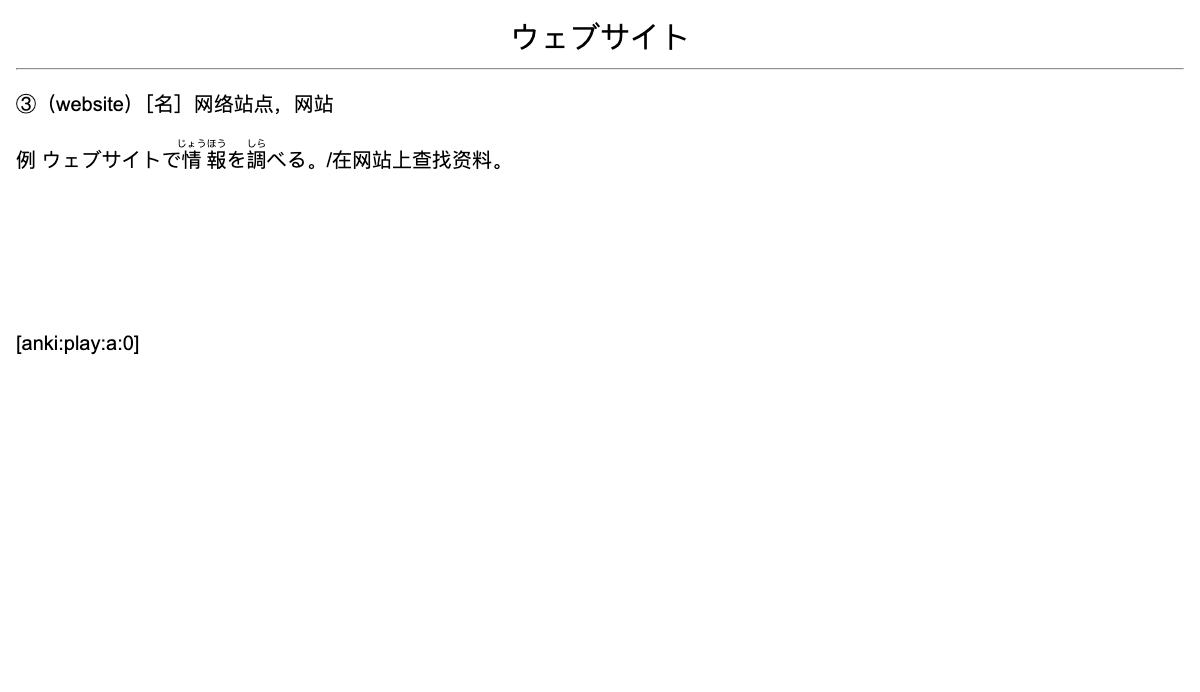 ウェブサイト
③（website）［名］网络站点，网站
例 ウェブサイトで情報を調べる。/在网站上查找资料。
じょうほう しら
[anki:play:a:0]